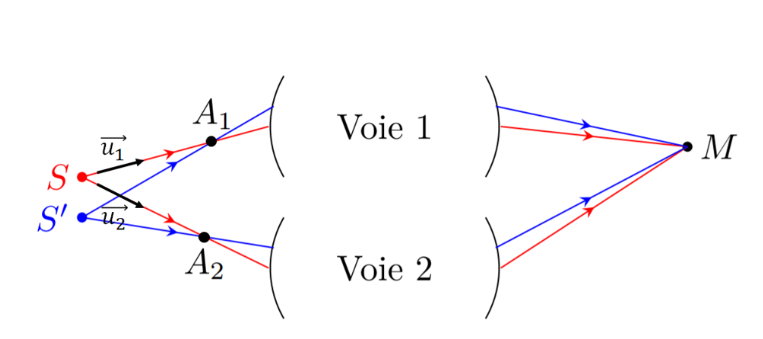 A₁
Voie 1
u₁→
S
M
S′
u₂→
A₂
Voie 2